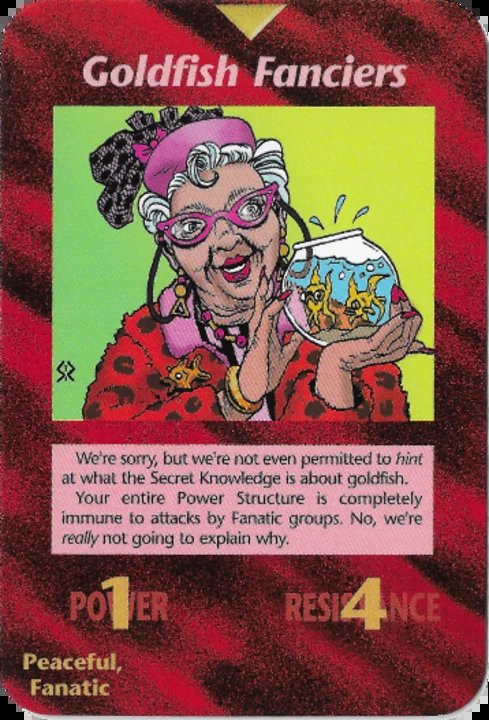 Goldfish Fanciers
We're sorry, but we're not even permitted to hint
at what the Secret Knowledge is about goldfish.
Your entire Power Structure is completely
immune to attacks by Fanatic groups. No, we're
really not going to explain why.
POWER 1 RESISTANCE 4
Peaceful,
Fanatic